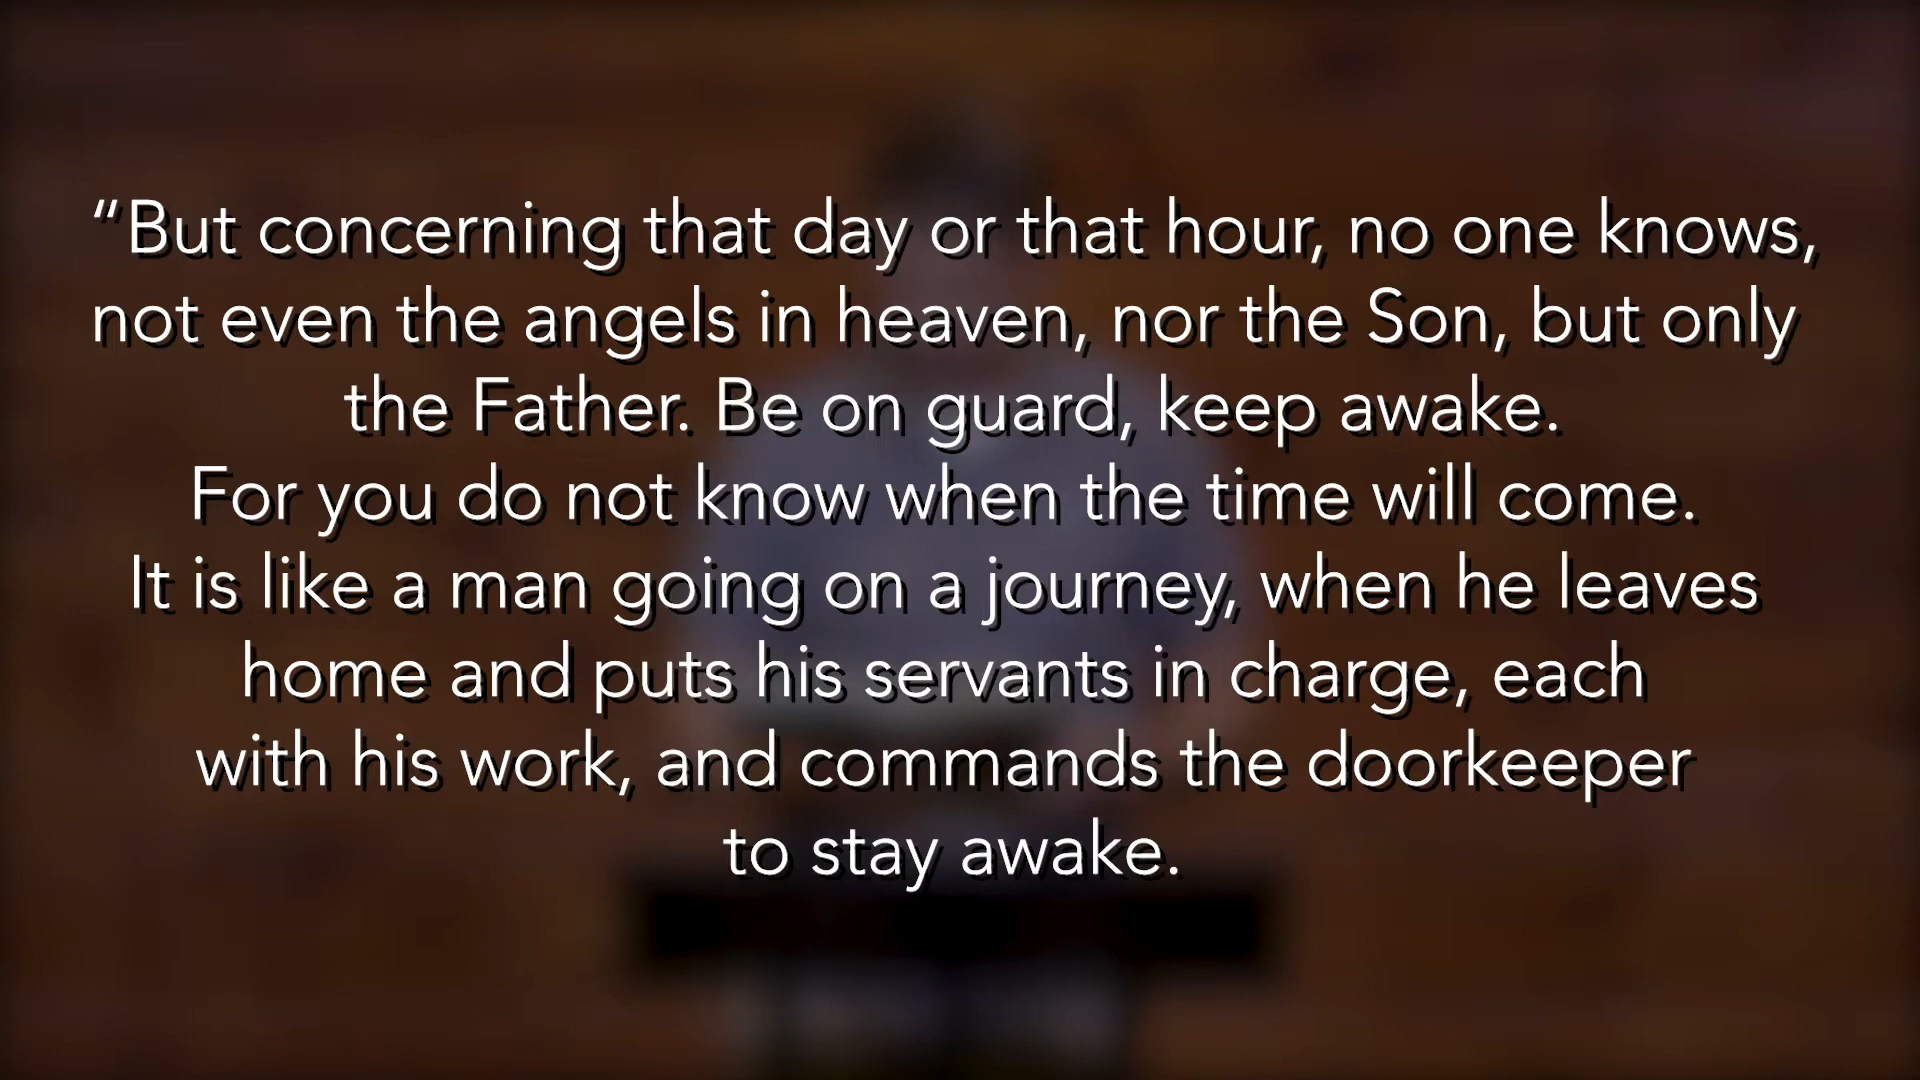 “But concerning that day or that hour, no one knows,
not even the angels in heaven, nor the Son, but only
the Father. Be on guard, keep awake.
For you do not know when the time will come.
It is like a man going on a journey, when he leaves
home and puts his servants in charge, each
with his work, and commands the doorkeeper
to stay awake.